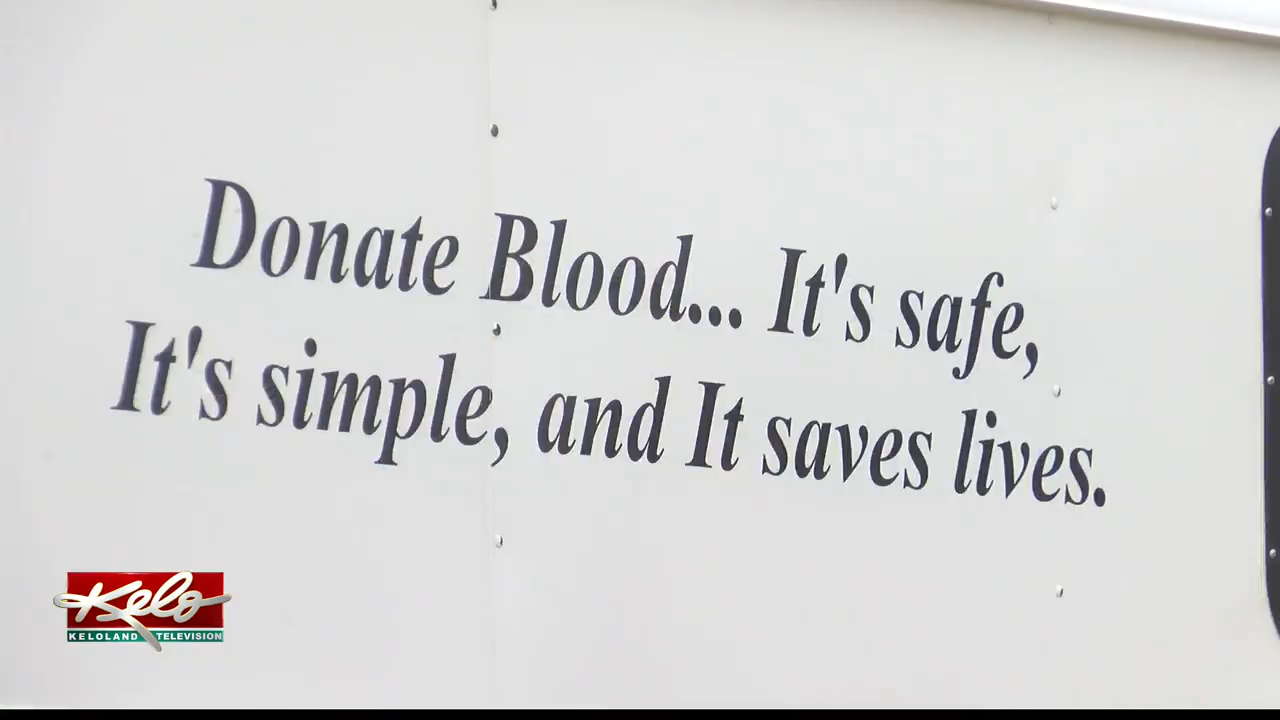 Donate Blood... It's safe,
It's simple, and It saves lives.
Kelo
KELOLAND TELEVISION